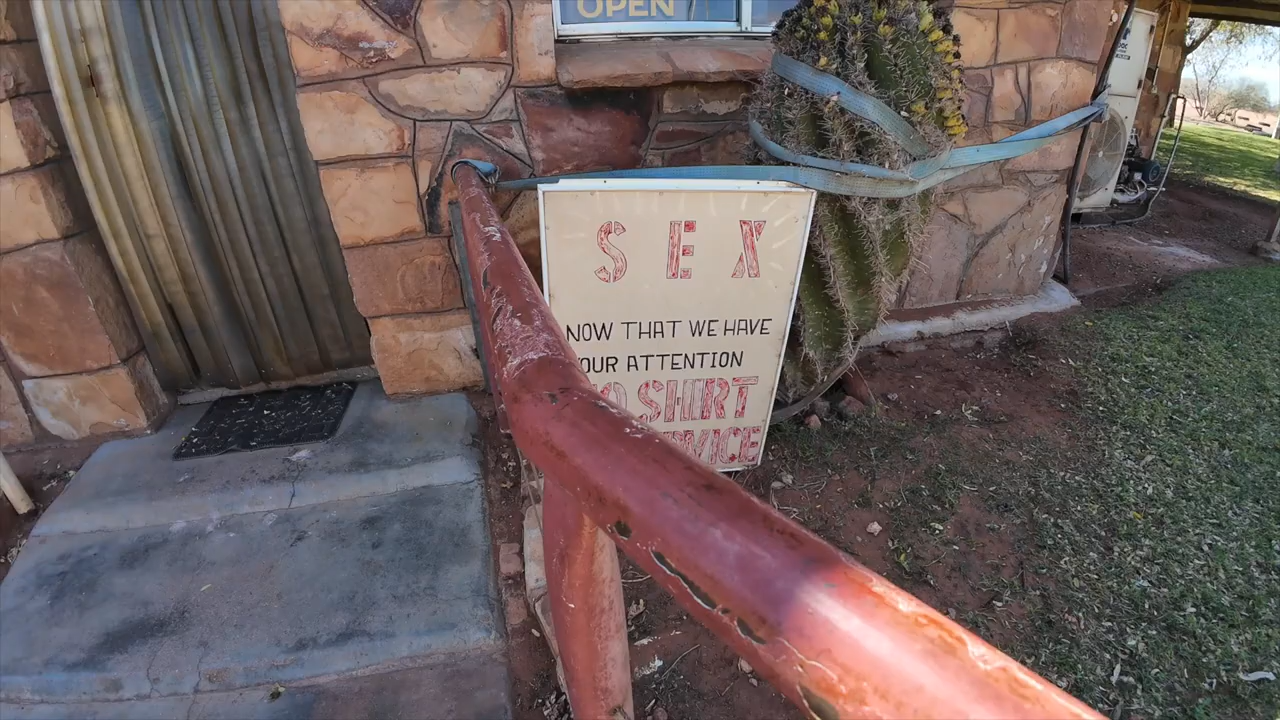 OPEN
SEX
NOW THAT WE HAVE
YOUR ATTENTION
NO SHIRT
SERVICE